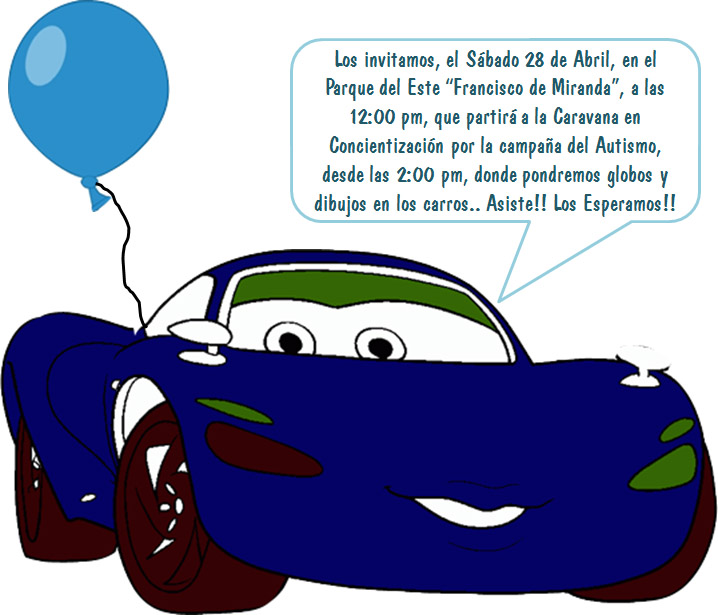 Los invitamos, el Sábado 28 de Abril, en el
Parque del Este “Francisco de Miranda”, a las
12:00 pm, que partirá a la Caravana en
Concientización por la campaña del Autismo,
desde las 2:00 pm, donde pondremos globos y
dibujos en los carros.. Asiste!! Los Esperamos!!